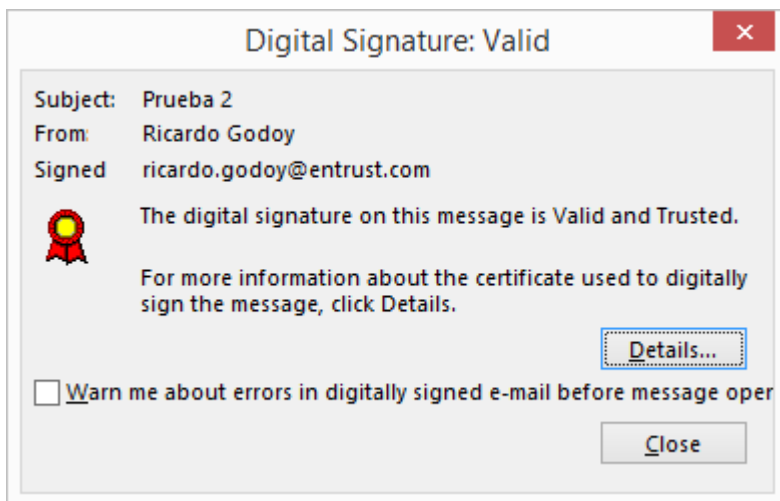 Digital Signature: Valid
Subject: Prueba 2
From: Ricardo Godoy
Signed ricardo.godoy@entrust.com
The digital signature on this message is Valid and Trusted.
For more information about the certificate used to digitally
sign the message, click Details.
Details...
Warn me about errors in digitally signed e-mail before message oper
Close